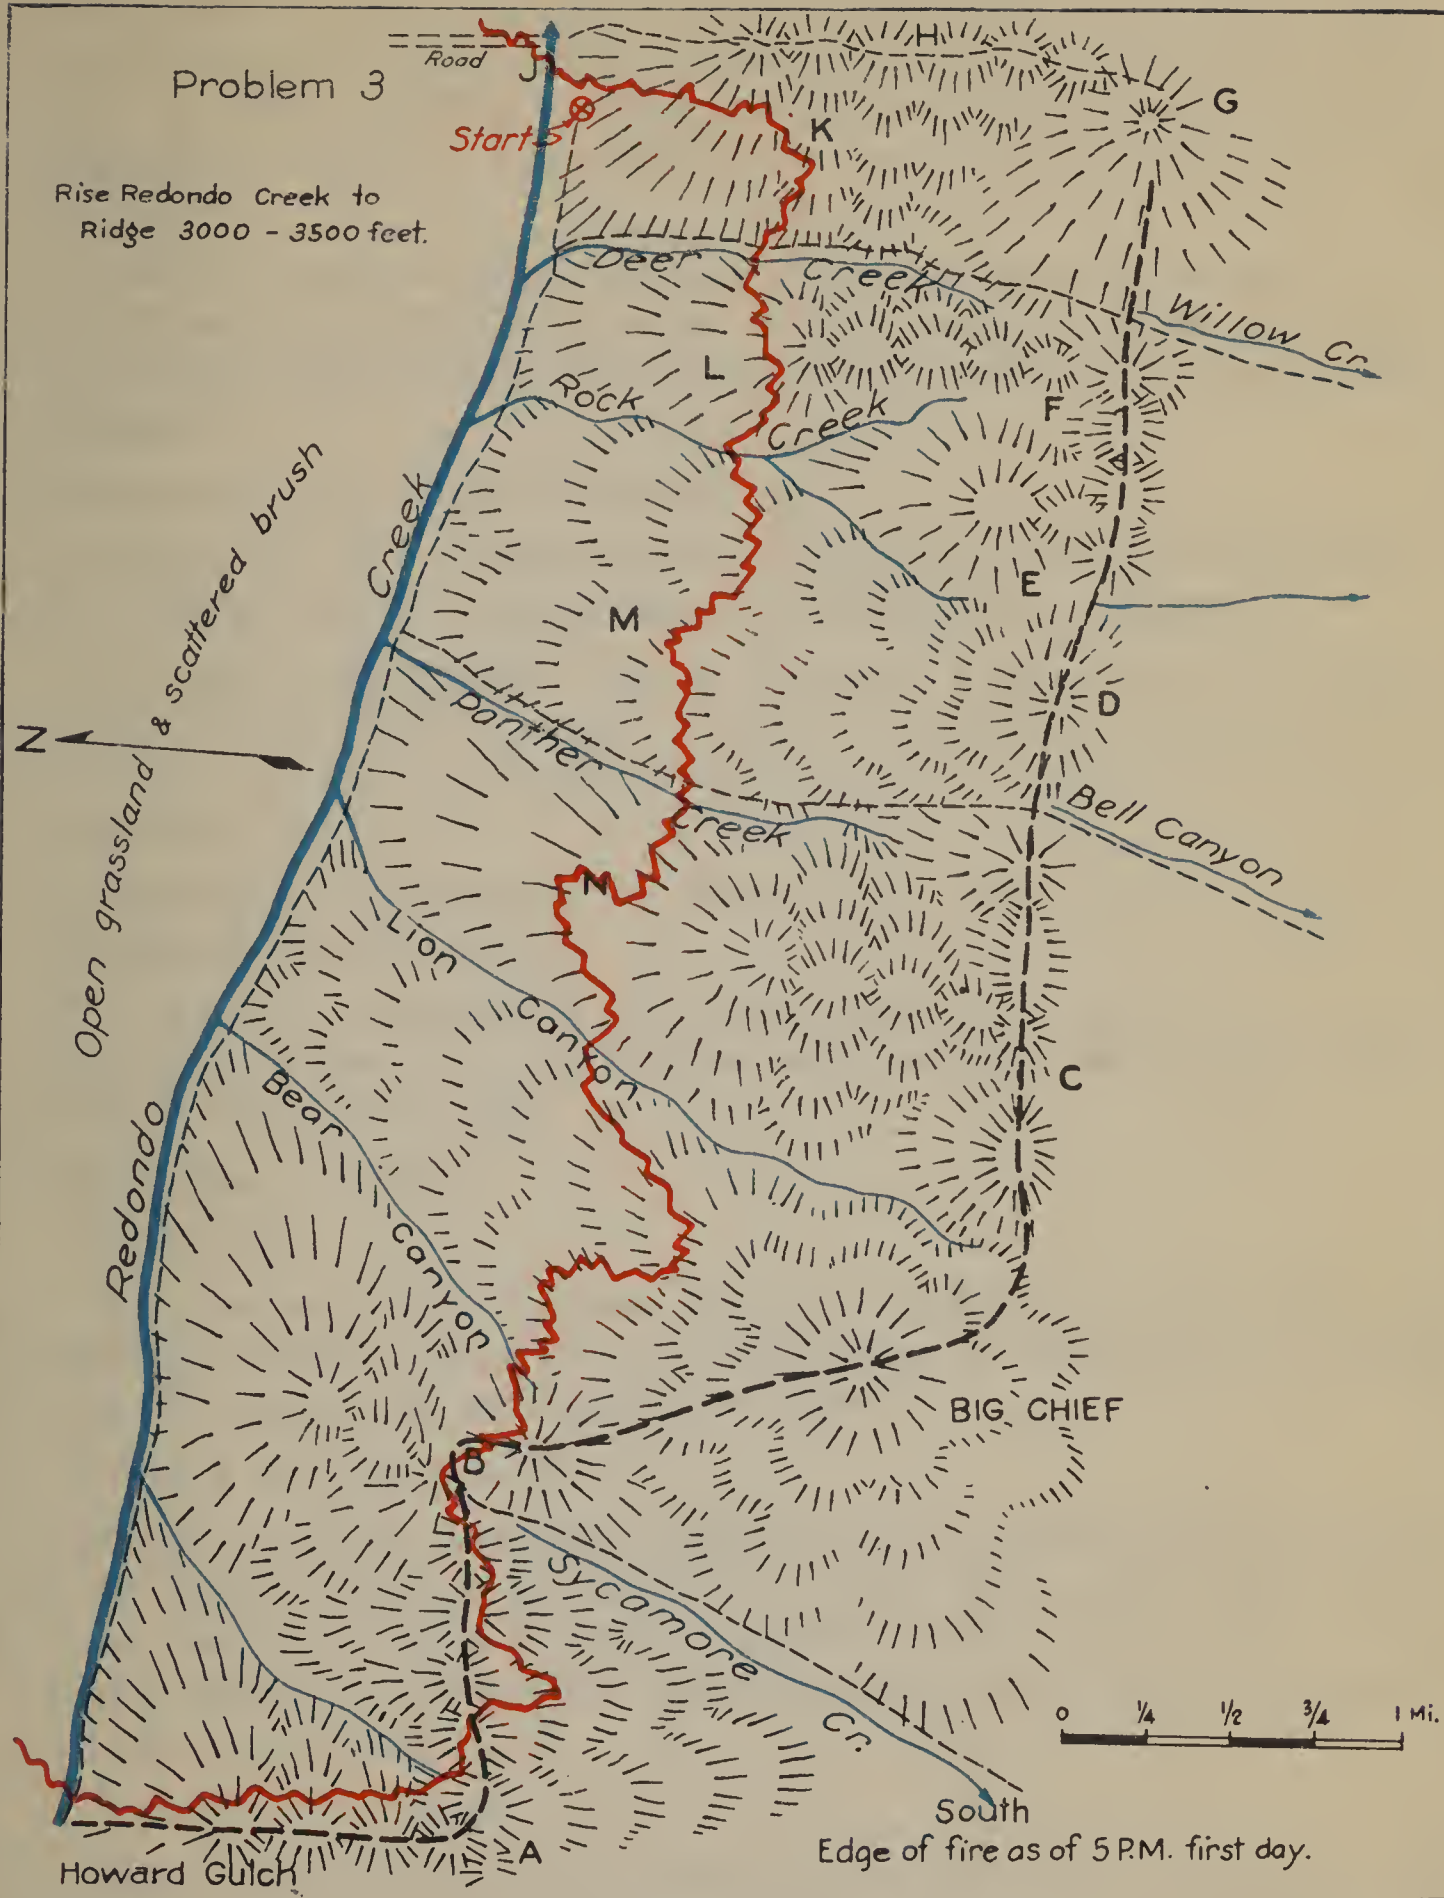 Road
J
H
Problem 3
G
Start
K
Rise Redondo Creek to
Ridge 3000 - 3500 feet.
Deer Creek
Willow Cr.
L
Rock Creek
F
Open grassland & scattered brush
Creek
E
M
D
Panther Creek
N
Bell Canyon
N
Lion Canyon
C
Bear Canyon
Redondo
BIG CHIEF
B
Sycamore Cr.
0 1/4 1/2 3/4 1 Mi.
South
Edge of fire as of 5 P.M. first day.
A
Howard Gulch